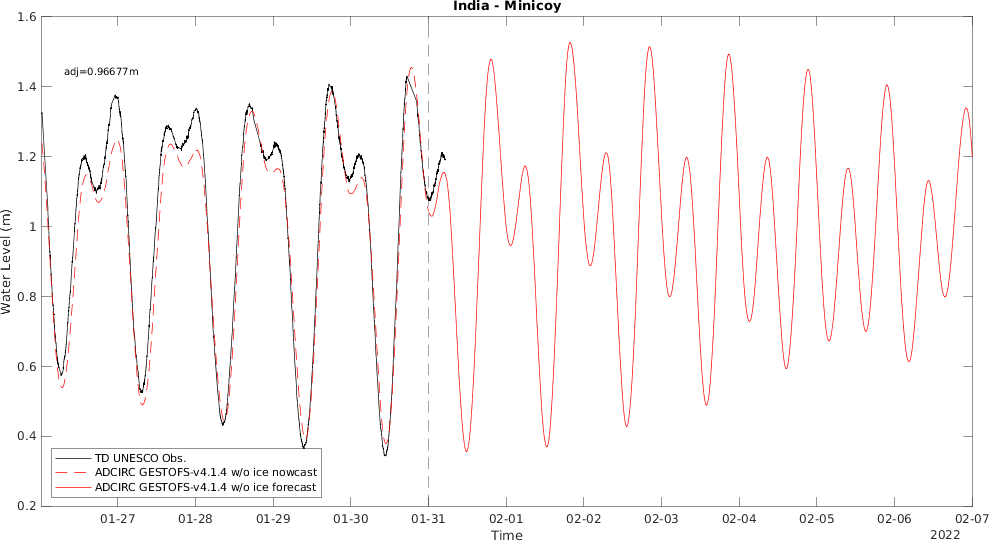 India - Minicoy
adj=0.96677m
Water Level (m)
1.6
1.4
1.2
1
0.8
0.6
0.4
0.2
TD UNESCO Obs.
ADCIRC GESTOFS-v4.1.4 w/o ice nowcast
ADCIRC GESTOFS-v4.1.4 w/o ice forecast
01-27 01-28 01-29 01-30 01-31 02-01 02-02 02-03 02-04 02-05 02-06 02-07
Time
2022